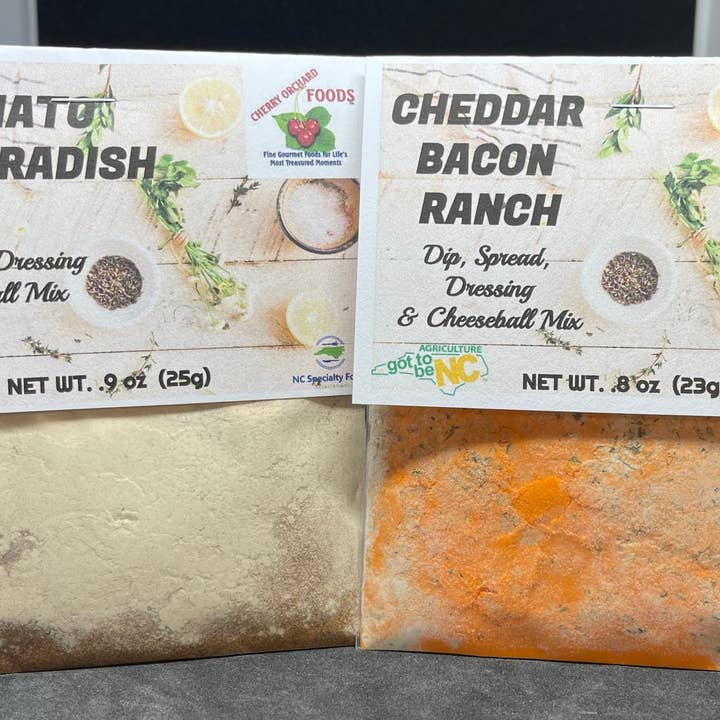 MATO
RADISH
Dressing
all Mix
NET WT. .9 oz (25g)
CHERRY ORCHARD
FOODS
Fine Gourmet Foods for Life's
Most Treasured Moments
NC Specialty Fo
CHEDDAR
BACON
RANCH
Dip, Spread,
Dressing
& Cheeseball Mix
AGRICULTURE
got to
be NC
NET WT. .8 oz (23g